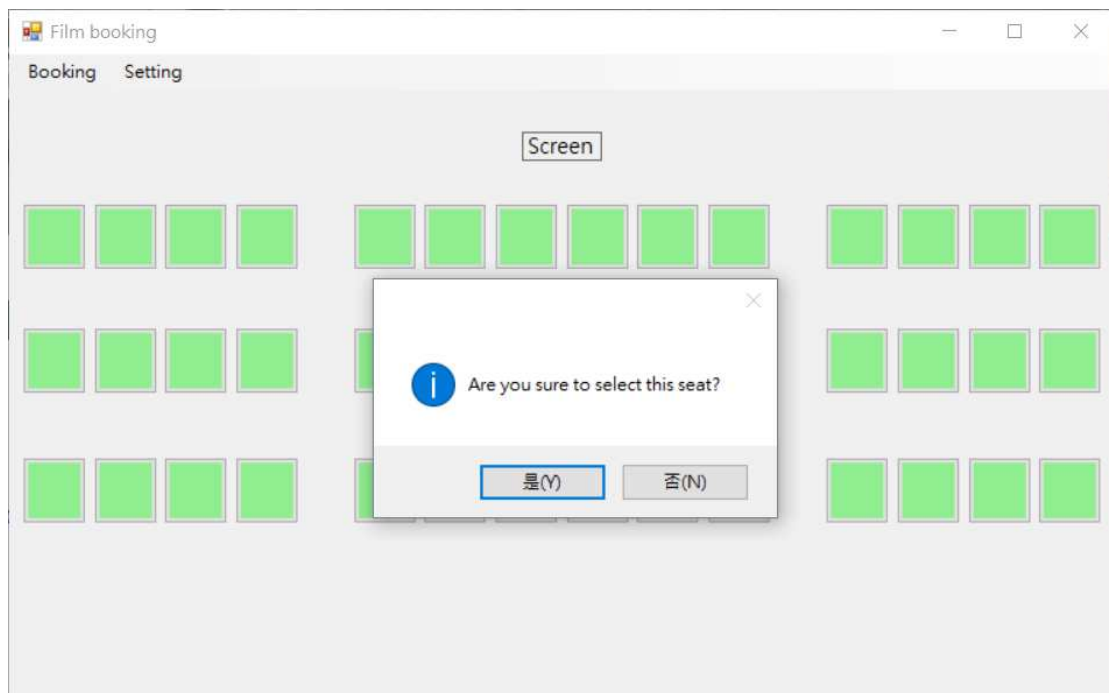 Film booking
Booking Setting
Screen
Are you sure to select this seat?
是(Y) 否(N)